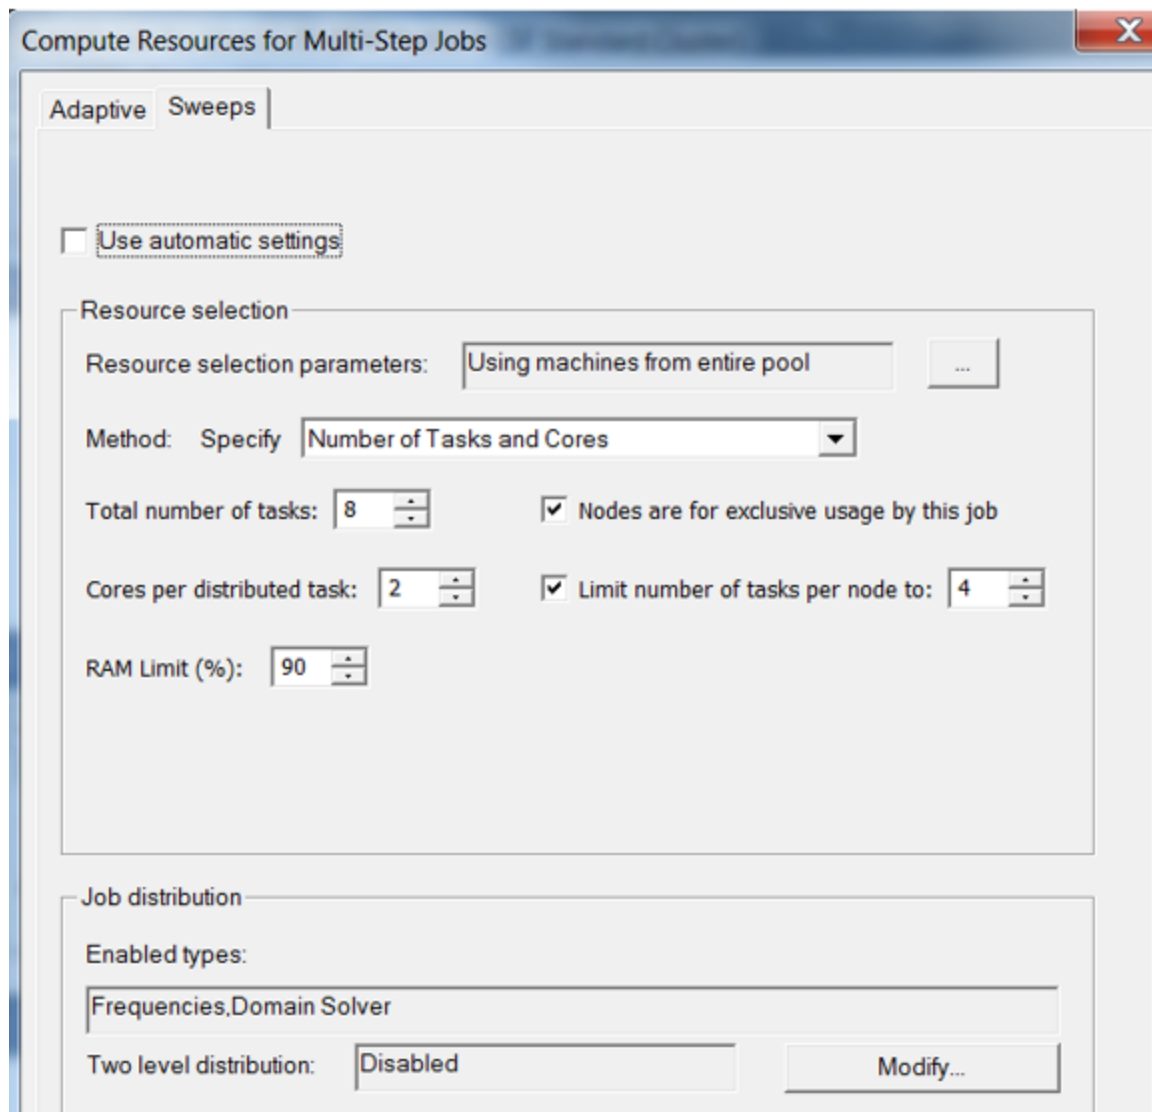 Compute Resources for Multi-Step Jobs
Adaptive Sweeps
Use automatic settings
Resource selection
Resource selection parameters: Using machines from entire pool ...
Method: Specify Number of Tasks and Cores
Total number of tasks: 8 Nodes are for exclusive usage by this job
Cores per distributed task: 2 Limit number of tasks per node to: 4
RAM Limit (%): 90
Job distribution
Enabled types:
Frequencies,Domain Solver
Two level distribution: Disabled Modify...